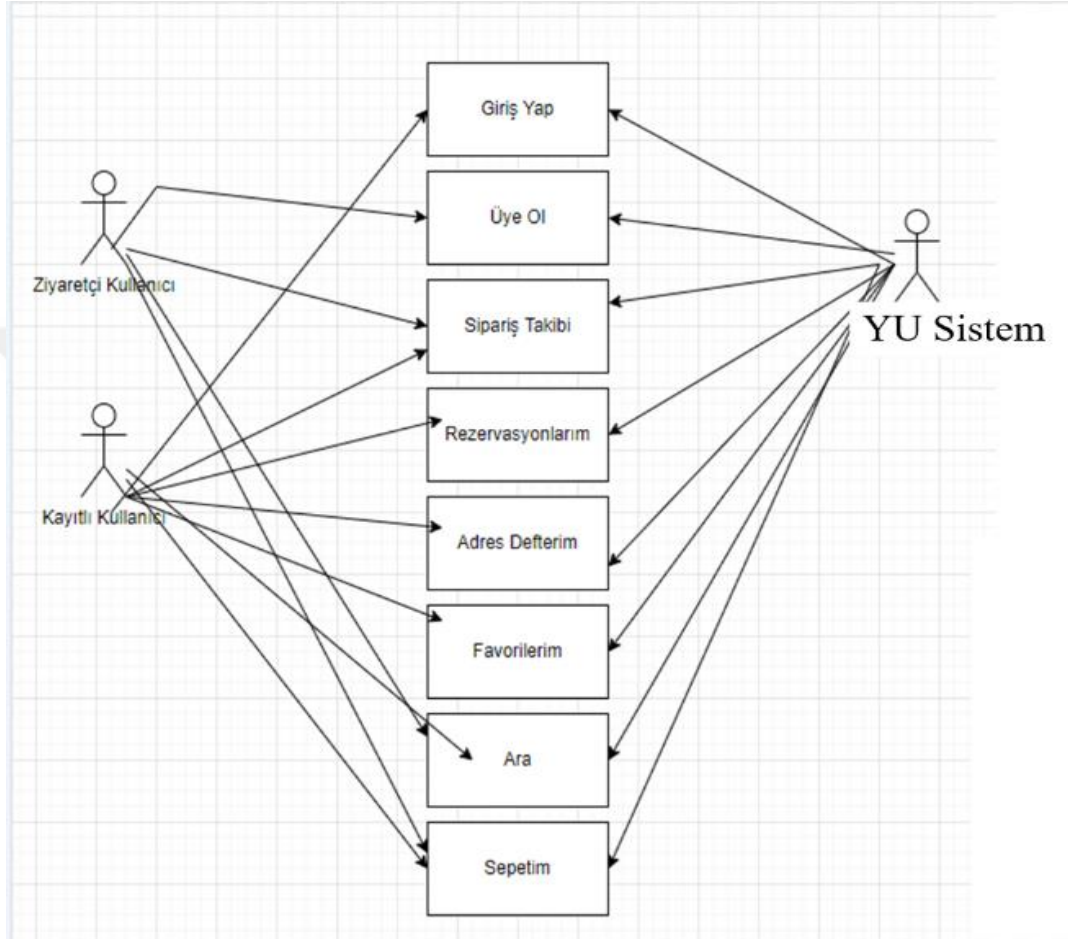 Giriş Yap
Üye Ol
Ziyaretçi Kullanıcı
Sipariş Takibi
YU Sistem
Rezervasyonlarım
Kayıtlı Kullanıcı
Adres Defterim
Favorilerim
Ara
Sepetim